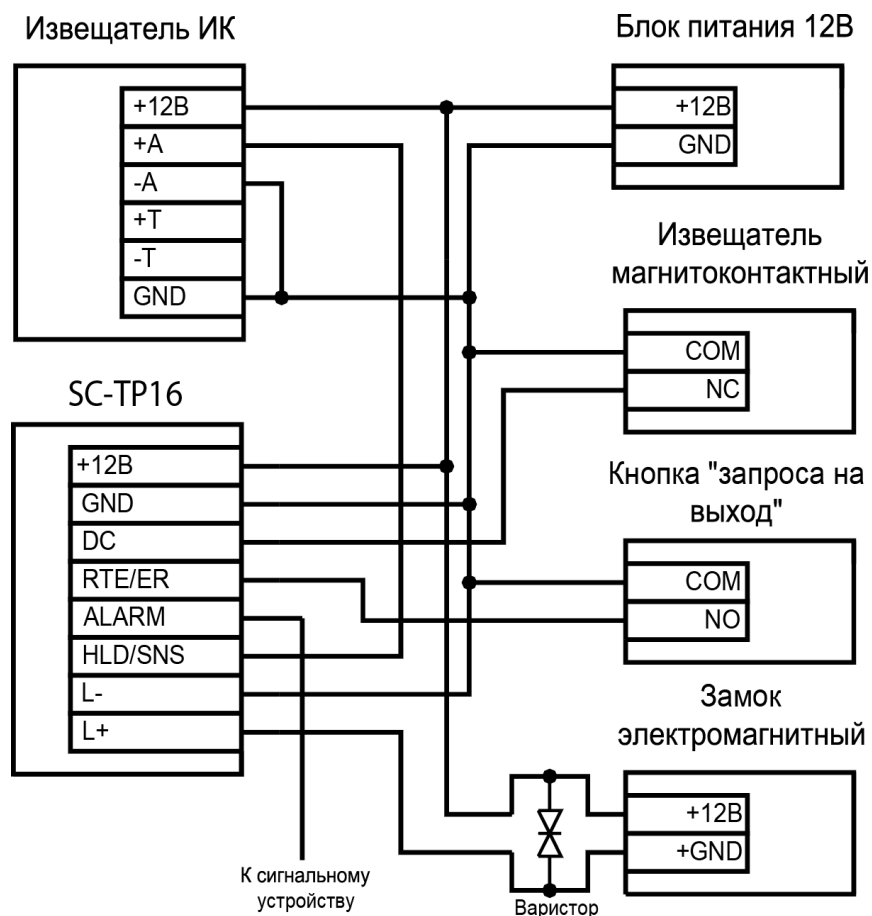 Извещатель ИК
+12В
+А
-А
+Т
-Т
GND
Блок питания 12В
+12В
GND
Извещатель
магнитоконтактный
COM
NC
SC-TP16
+12В
GND
DC
RTE/ER
ALARM
HLD/SNS
L-
L+
Кнопка "запроса на
выход"
COM
NO
Замок
электромагнитный
+12В
+GND
К сигнальному
устройству
Варистор